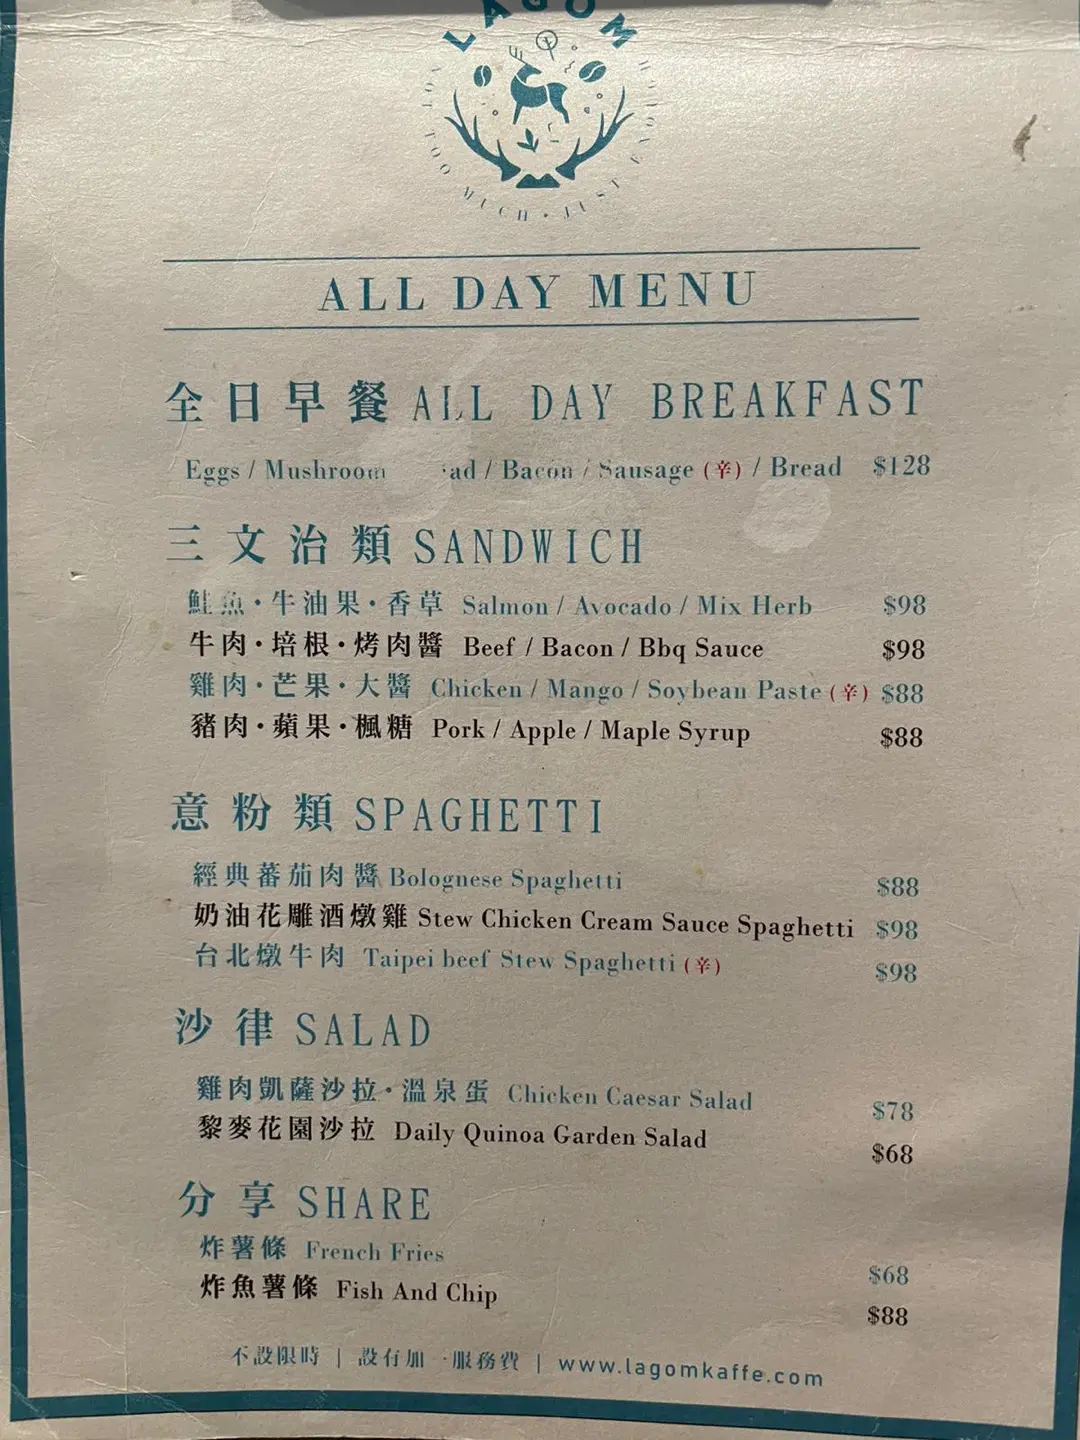 LAGOM
NOT TOO MUCH · JUST
ALL DAY MENU
全日早餐 ALL DAY BREAKFAST
Eggs / Mushroom / Bacon / Sausage (辛) / Bread $128
三文治類 SANDWICH
鮭魚·牛油果·香草 Salmon / Avocado / Mix Herb $98
牛肉·培根·烤肉醬 Beef / Bacon / Bbq Sauce $98
雞肉·芒果·大醬 Chicken / Mango / Soybean Paste (辛) $88
豬肉·蘋果·楓糖 Pork / Apple / Maple Syrup $88
意粉類 SPAGHETTI
經典蕃茄肉醬 Bolognese Spaghetti $88
奶油花雕酒燉雞 Stew Chicken Cream Sauce Spaghetti $98
台北燉牛肉 Taipei beef Stew Spaghetti (辛) $98
沙律 SALAD
雞肉凱薩沙拉·溫泉蛋 Chicken Caesar Salad $78
黎麥花園沙拉 Daily Quinoa Garden Salad $68
分享 SHARE
炸薯條 French Fries $68
炸魚薯條 Fish And Chip $88
不設限時 | 設有加一服務費 | www.lagomkaffe.com